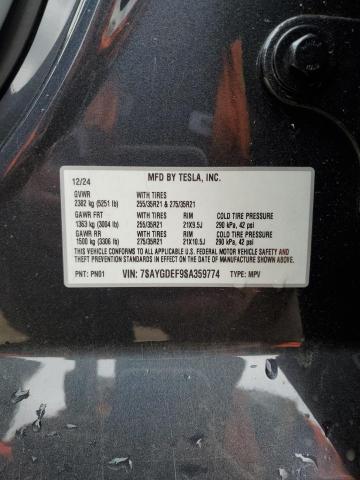 MFD BY TESLA, INC.
12/24
GVWR WITH TIRES
2382 kg (5251 lb) 255/35R21 & 275/35R21
GAWR FRT WITH TIRES RIM COLD TIRE PRESSURE
1363 kg (3004 lb) 255/35R21 21X9.5J 290 kPa, 42 psi
GAWR RR WITH TIRES RIM COLD TIRE PRESSURE
1500 kg (3306 lb) 275/35R21 21X10.5J 290 kPa, 42 psi
THIS VEHICLE CONFORMS TO ALL APPLICABLE FEDERAL MOTOR VEHICLE SAFETY AND
THEFT PREVENTION STANDARDS IN EFFECT ON THE DATE OF MANUFACTURE SHOWN ABOVE.
PNT: PN01 VIN: 7SAYGDEF9SA359774 TYPE: MPV